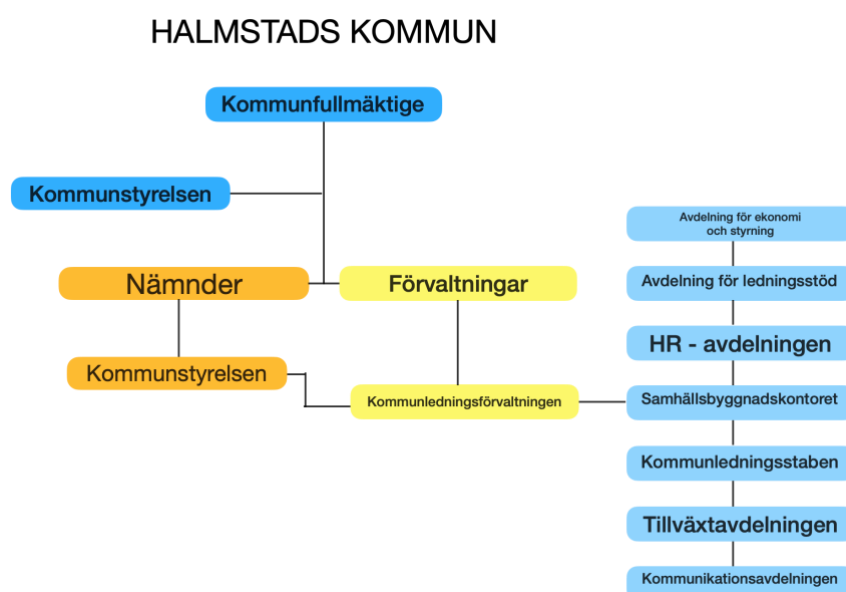 HALMSTADS KOMMUN
Kommunfullmäktige
Kommunstyrelsen
Nämnder
Förvaltningar
Kommunstyrelsen
Kommunledningsförvaltningen
Avdelning för ekonomi
och styrning
Avdelning för ledningsstöd
HR - avdelningen
Samhällsbyggnadskontoret
Kommunledningsstaben
Tillväxtavdelningen
Kommunikationsavdelningen